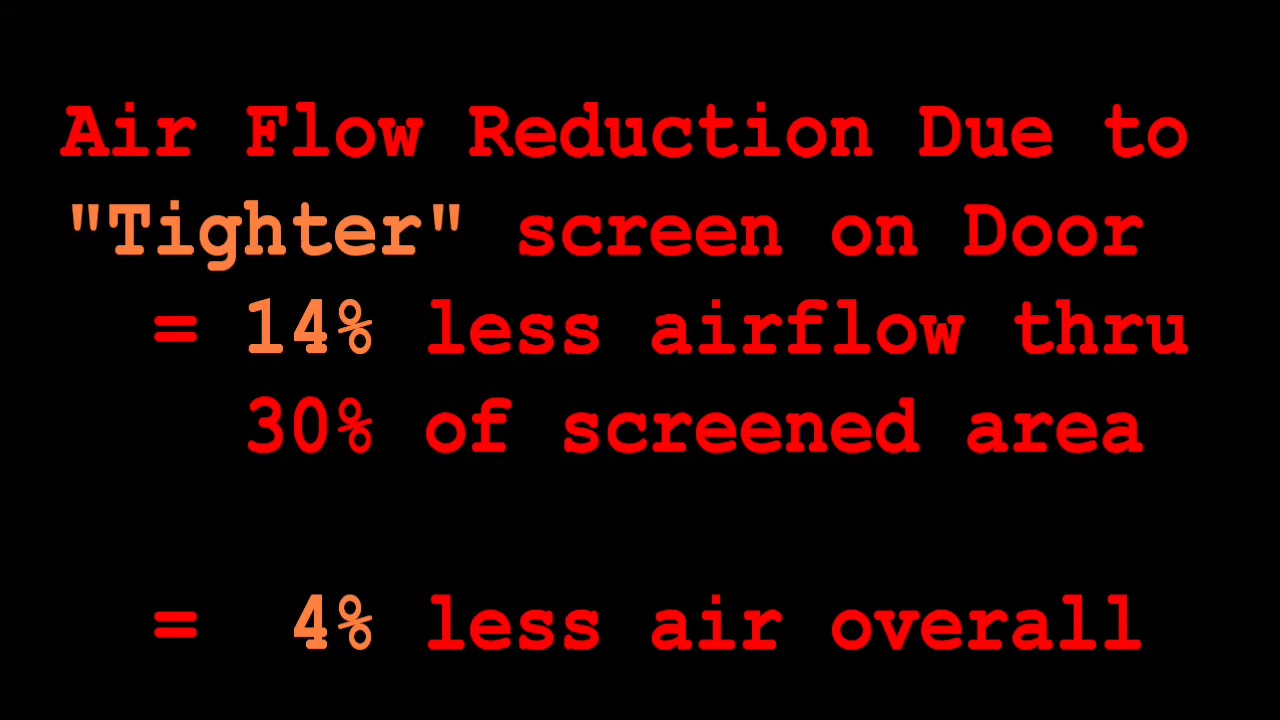 Air Flow Reduction Due to
"Tighter" screen on Door
= 14% less airflow thru
30% of screened area
= 4% less air overall